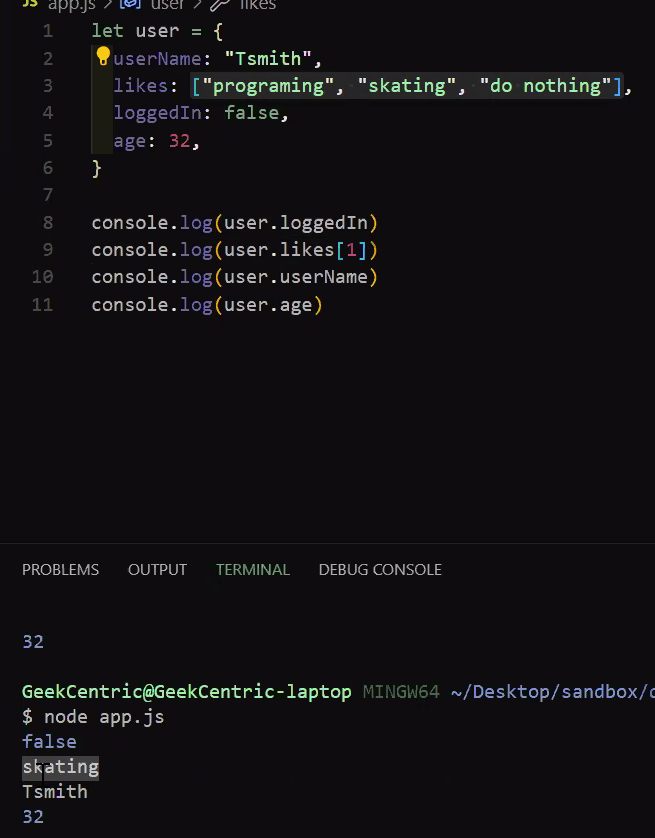 JS app.js > user > likes
1 let user = {
2 userName: "Tsmith",
3 likes: ["programing", "skating", "do nothing"],
4 loggedIn: false,
5 age: 32,
6 }
7
8 console.log(user.loggedIn)
9 console.log(user.likes[1])
10 console.log(user.userName)
11 console.log(user.age)
PROBLEMS OUTPUT TERMINAL DEBUG CONSOLE
32
GeekCentric@GeekCentric-laptop MINGW64 ~/Desktop/sandbox/
$ node app.js
false
skating
Tsmith
32